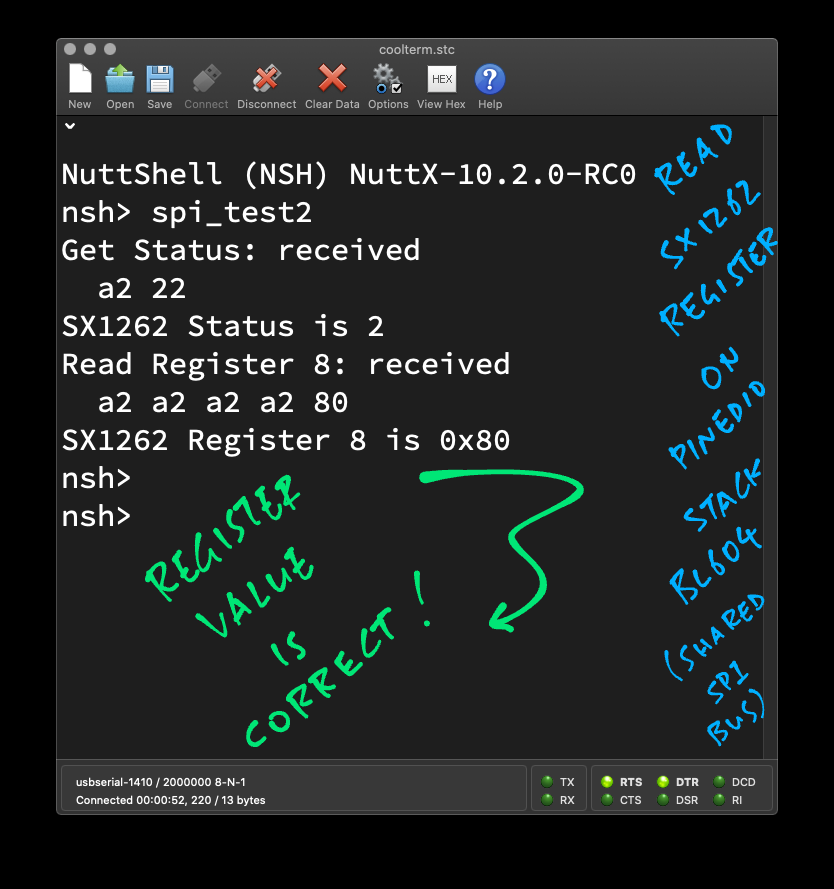 coolterm.stc
New Open Save Connect Disconnect Clear Data Options View Hex Help
HEX
NuttShell (NSH) NuttX-10.2.0-RC0
nsh> spi_test2
Get Status: received
a2 22
SX1262 Status is 2
Read Register 8: received
a2 a2 a2 a2 80
SX1262 Register 8 is 0x80
nsh>
nsh>
READ
SX1262
REGISTER
ON
PINEDIO
STACK
BL604
(SHARED
SPI
BUS)
REGISTER
VALUE
IS
CORRECT!
usbserial-1410 / 2000000 8-N-1
Connected 00:00:52, 220 / 13 bytes
TX RTS DTR DCD
RX CTS DSR RI